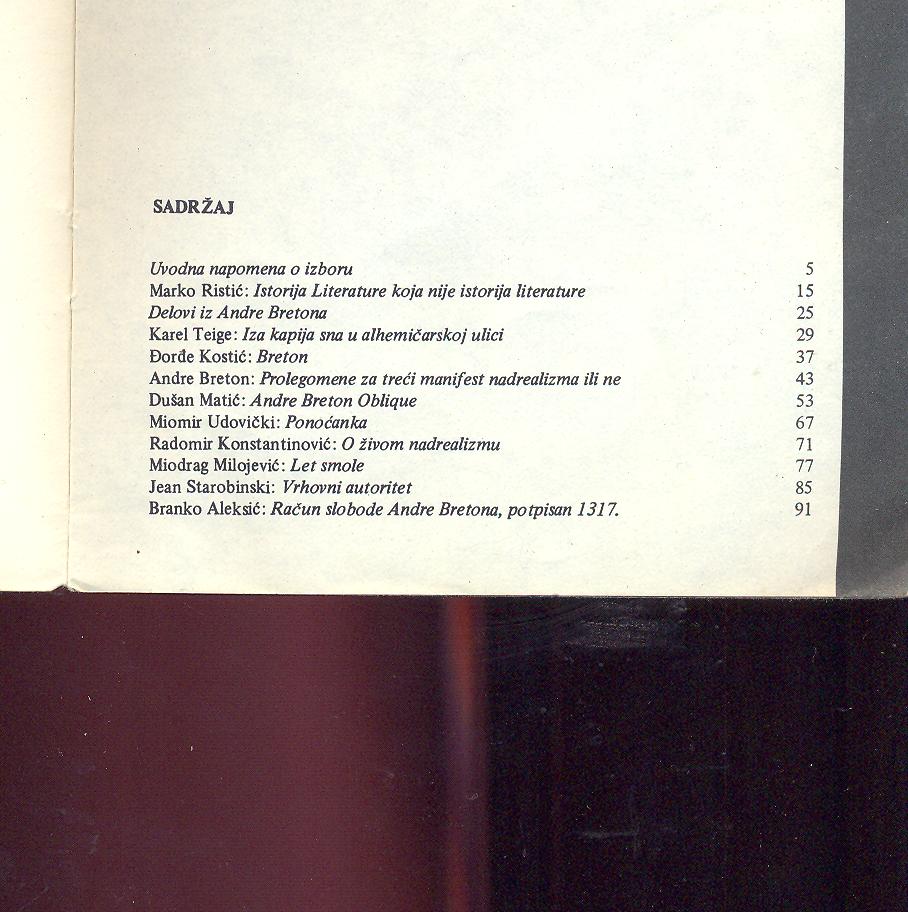 SADRŽAJ
Uvodna napomena o izboru 5
Marko Ristić: Istorija Literature koja nije istorija literature 15
Delovi iz Andre Bretona 25
Karel Teige: Iza kapija sna u alhemičarskoj ulici 29
Đorđe Kostić: Breton 37
Andre Breton: Prolegomene za treći manifest nadrealizma ili ne 43
Dušan Matić: Andre Breton Oblique 53
Miomir Udovički: Ponoćanka 67
Radomir Konstantinović: O živom nadrealizmu 71
Miodrag Milojević: Let smole 77
Jean Starobinski: Vrhovni autoritet 85
Branko Aleksić: Račun slobode Andre Bretona, potpisan 1317. 91